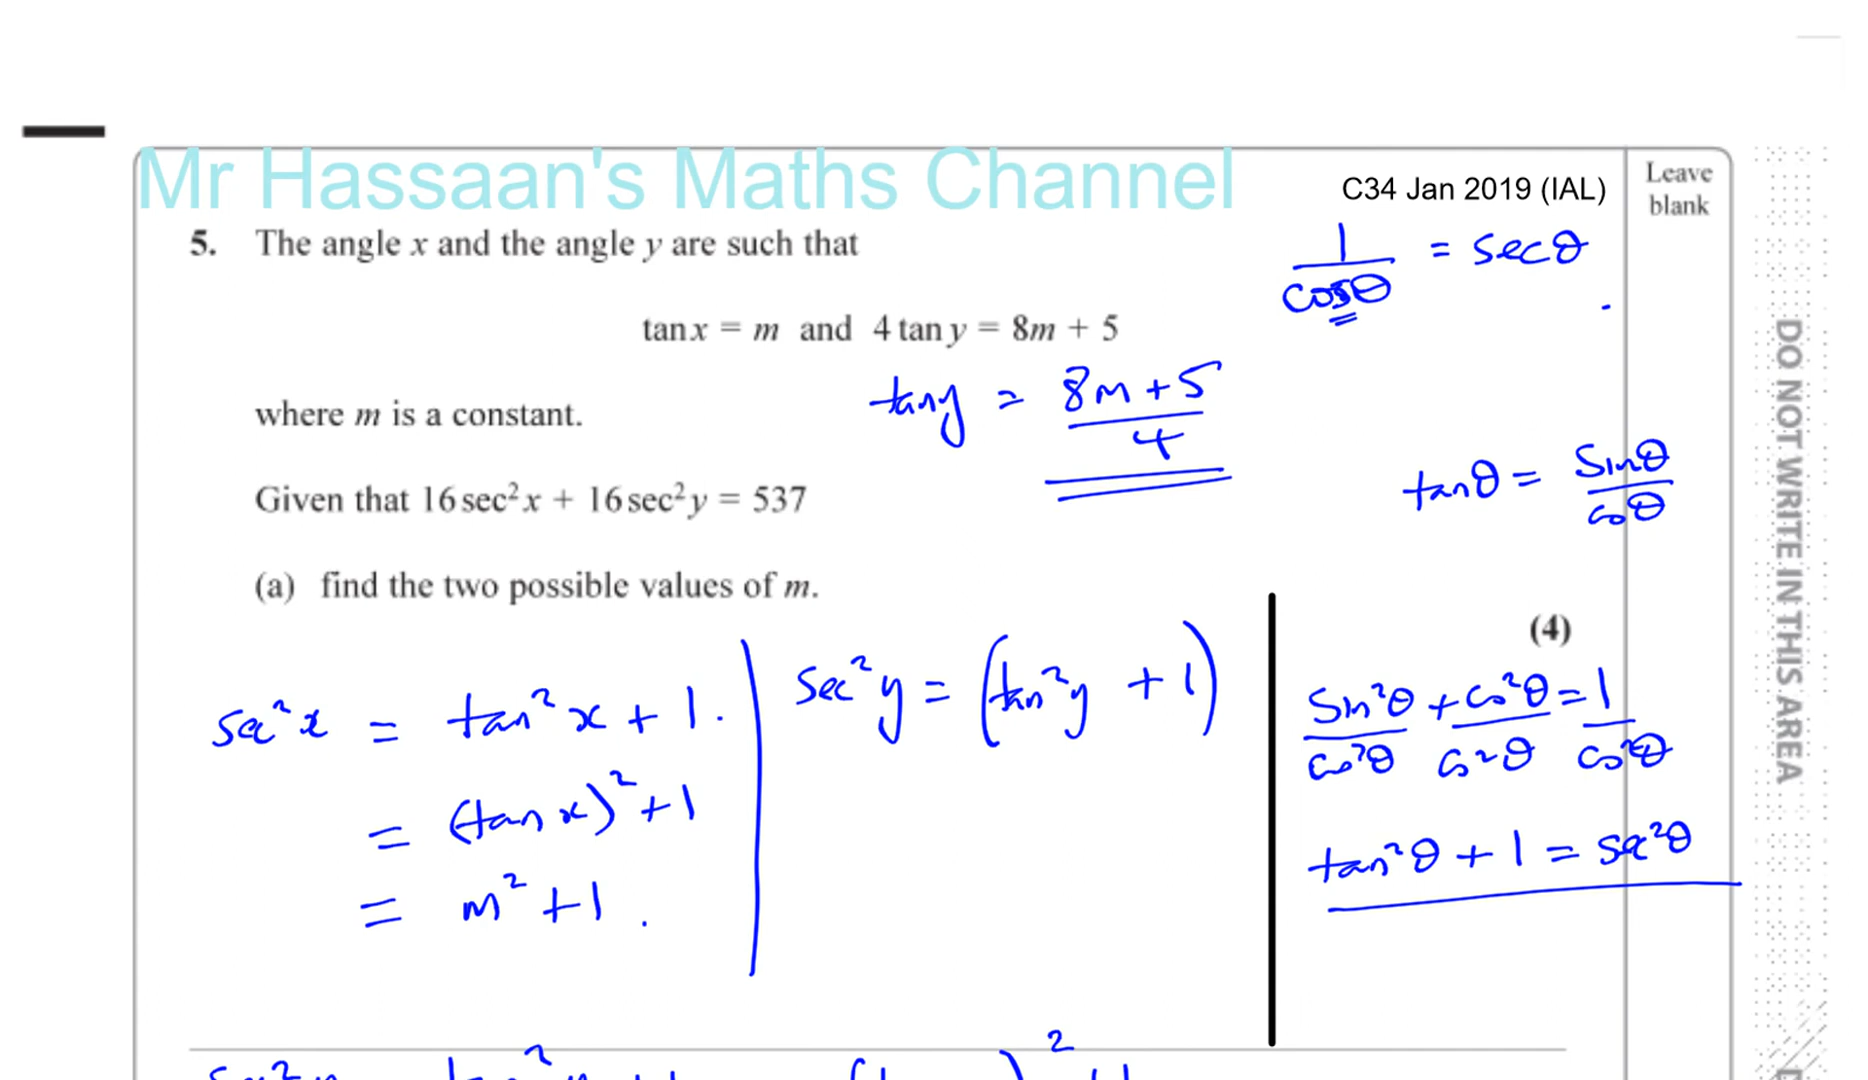 Mr Hassaan's Maths Channel
C34 Jan 2019 (IAL)
Leave
blank
5. The angle x and the angle y are such that
1/cosθ = secθ
tan x = m and 4 tan y = 8m + 5
tany = (8m+5)/4
where m is a constant.
tanθ = sinθ/cosθ
Given that 16 sec²x + 16 sec²y = 537
(a) find the two possible values of m.
(4)
sec²x = tan²x + 1.
= (tan x)² + 1
= m² + 1.
sec²y = (tan²y + 1)
sin²θ/cos²θ + cos²θ/cos²θ = 1/cos²θ
tan²θ + 1 = sec²θ
DO NOT WRITE IN THIS AREA